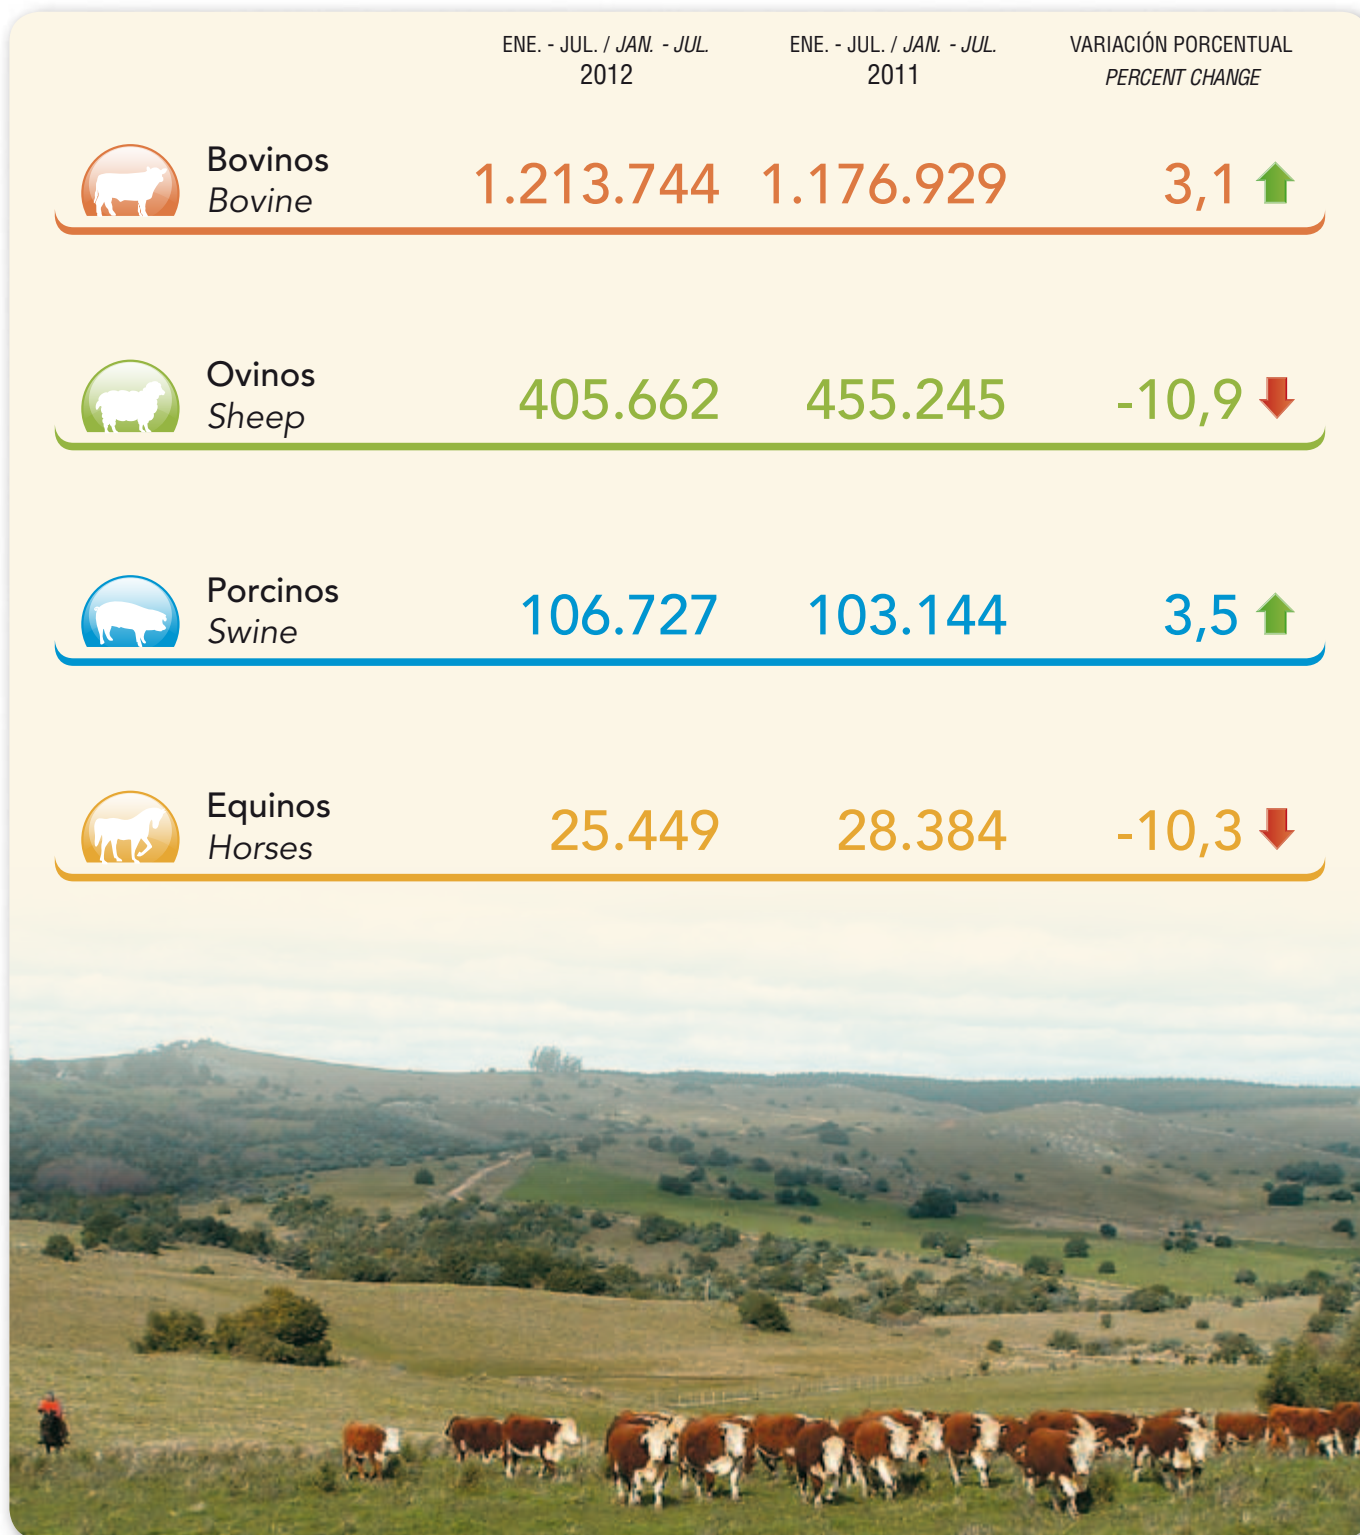 ENE. - JUL. / JAN. - JUL. ENE. - JUL. / JAN. - JUL. VARIACIÓN PORCENTUAL
2012 2011 PERCENT CHANGE
Bovinos
Bovine
1.213.744 1.176.929 3,1
Ovinos
Sheep
405.662 455.245 -10,9
Porcinos
Swine
106.727 103.144 3,5
Equinos
Horses
25.449 28.384 -10,3